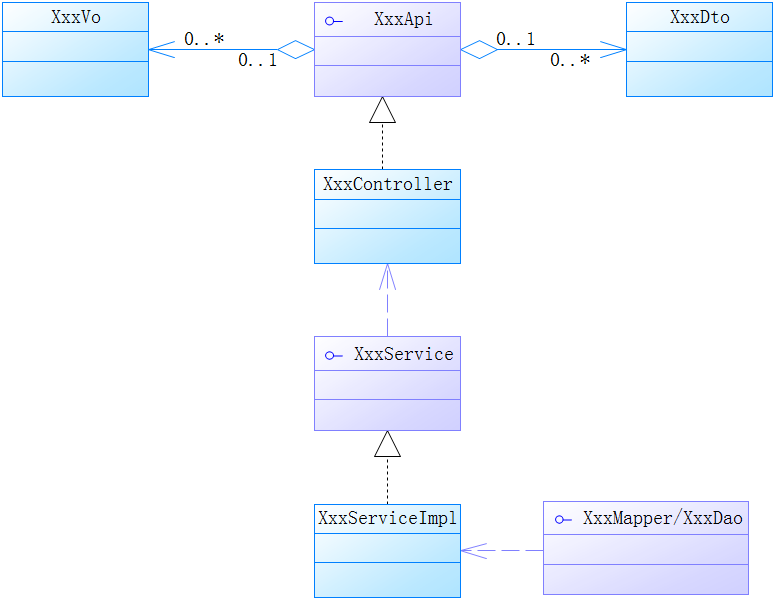 XxxVo
XxxApi
XxxDto
0..*
0..1
0..1
0..*
XxxController
XxxService
XxxServiceImpl
XxxMapper/XxxDao